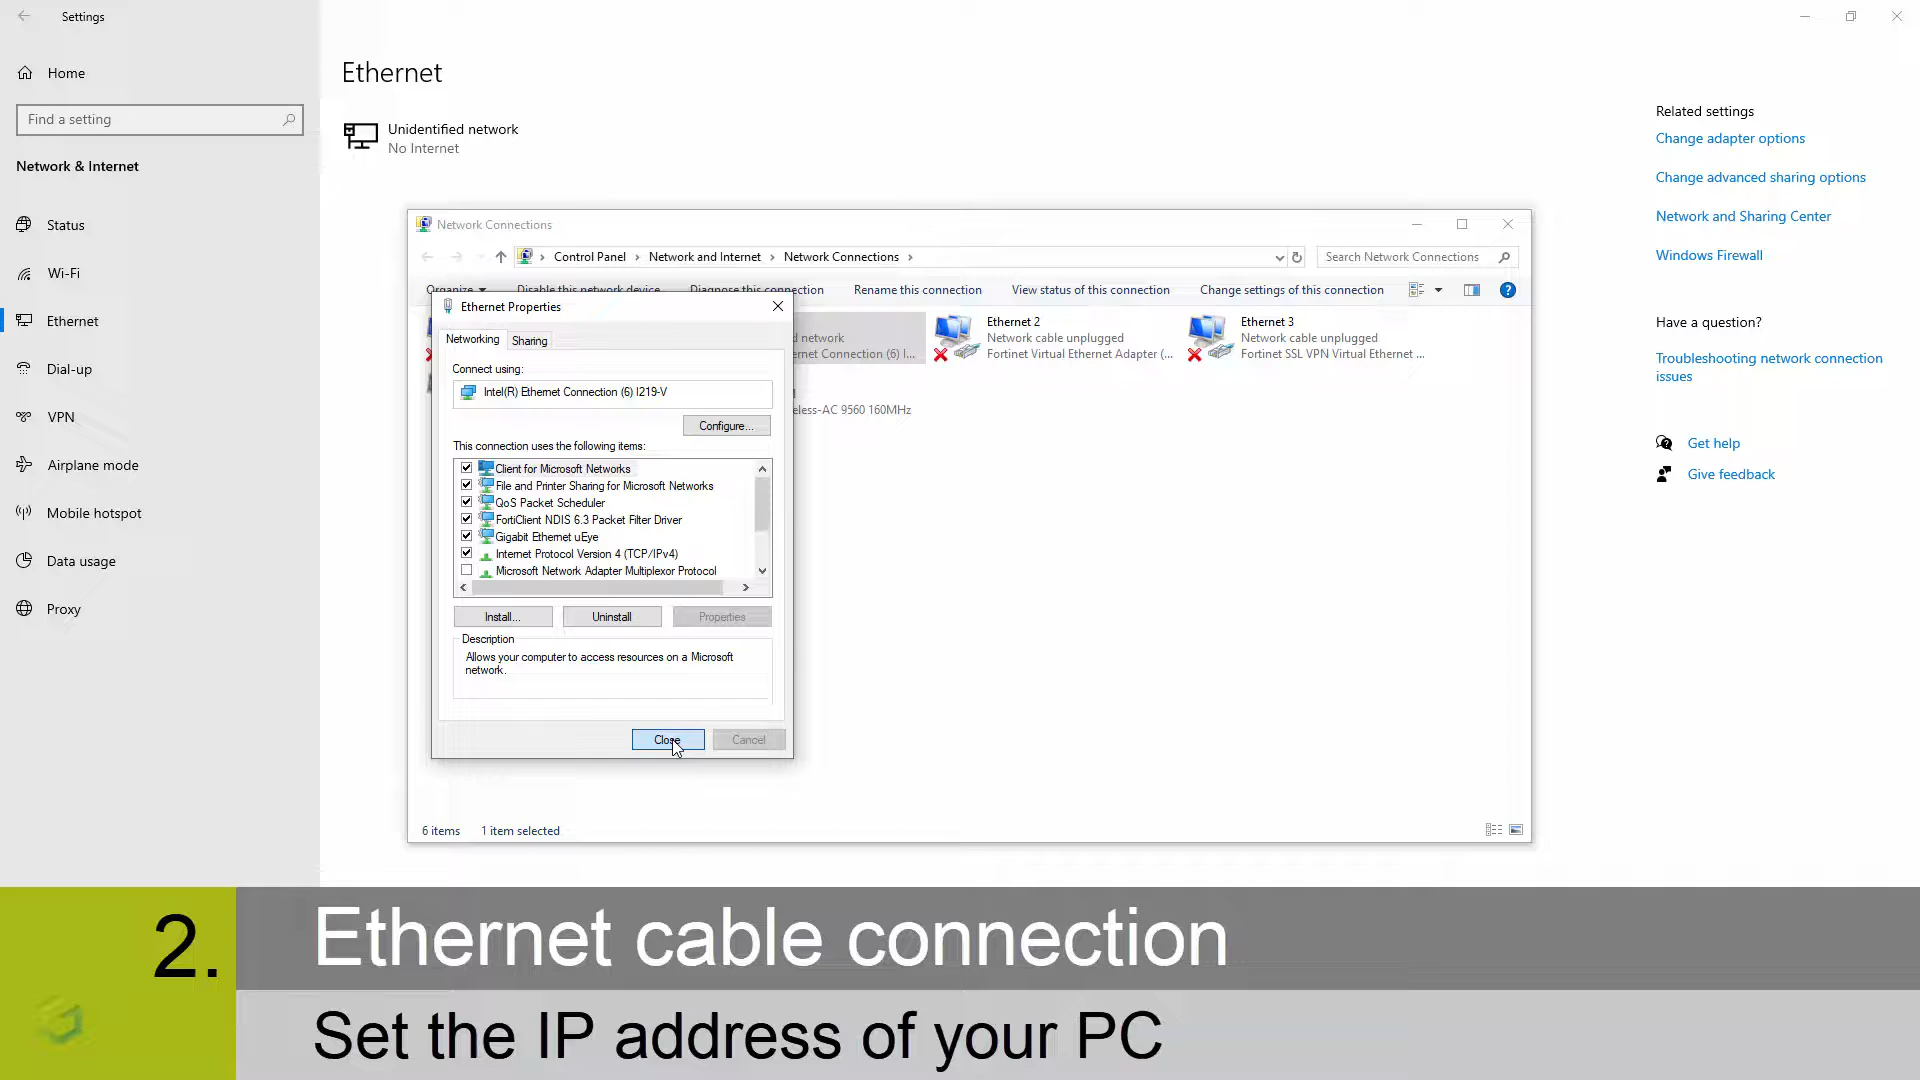 Settings
Home
Find a setting
Network & Internet
Status
Wi-Fi
Ethernet
Dial-up
VPN
Airplane mode
Mobile hotspot
Data usage
Proxy
Ethernet
Unidentified network
No Internet
Related settings
Change adapter options
Change advanced sharing options
Network and Sharing Center
Windows Firewall
Have a question?
Troubleshooting network connection
issues
Get help
Give feedback
Network Connections
Control Panel > Network and Internet > Network Connections >
Search Network Connections
Organize Disable this network device Diagnose this connection Rename this connection View status of this connection Change settings of this connection
d network
ernet Connection (6) I...
eless-AC 9560 160MHz
Ethernet 2
Network cable unplugged
Fortinet Virtual Ethernet Adapter (...
Ethernet 3
Network cable unplugged
Fortinet SSL VPN Virtual Ethernet ...
Ethernet Properties
Networking Sharing
Connect using:
Intel(R) Ethernet Connection (6) I219-V
Configure...
This connection uses the following items:
Client for Microsoft Networks
File and Printer Sharing for Microsoft Networks
QoS Packet Scheduler
FortiClient NDIS 6.3 Packet Filter Driver
Gigabit Ethernet uEye
Internet Protocol Version 4 (TCP/IPv4)
Microsoft Network Adapter Multiplexor Protocol
Install... Uninstall Properties
Description
Allows your computer to access resources on a Microsoft
network.
Close Cancel
6 items 1 item selected
2. Ethernet cable connection
Set the IP address of your PC